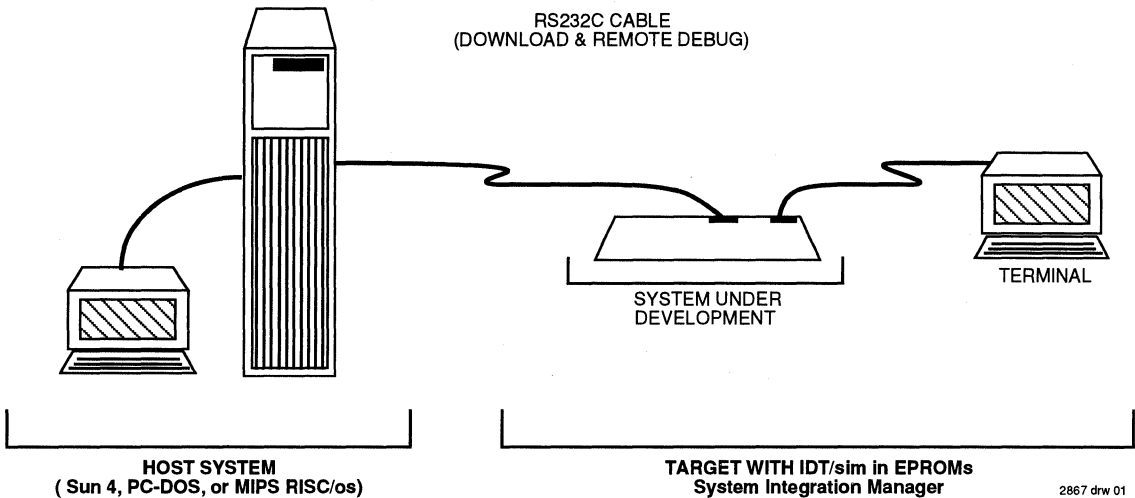 RS232C CABLE
(DOWNLOAD & REMOTE DEBUG)
TERMINAL
SYSTEM UNDER
DEVELOPMENT
HOST SYSTEM
( Sun 4, PC-DOS, or MIPS RISC/os)
TARGET WITH IDT/sim in EPROMs
System Integration Manager
2867 drw 01